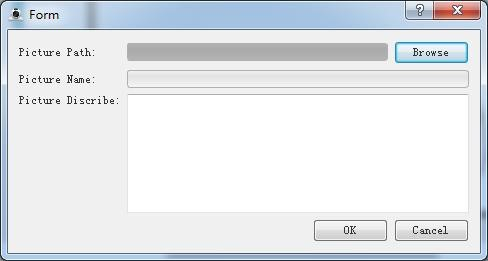 Form
?
Picture Path:
Browse
Picture Name:
Picture Discribe:
OK
Cancel